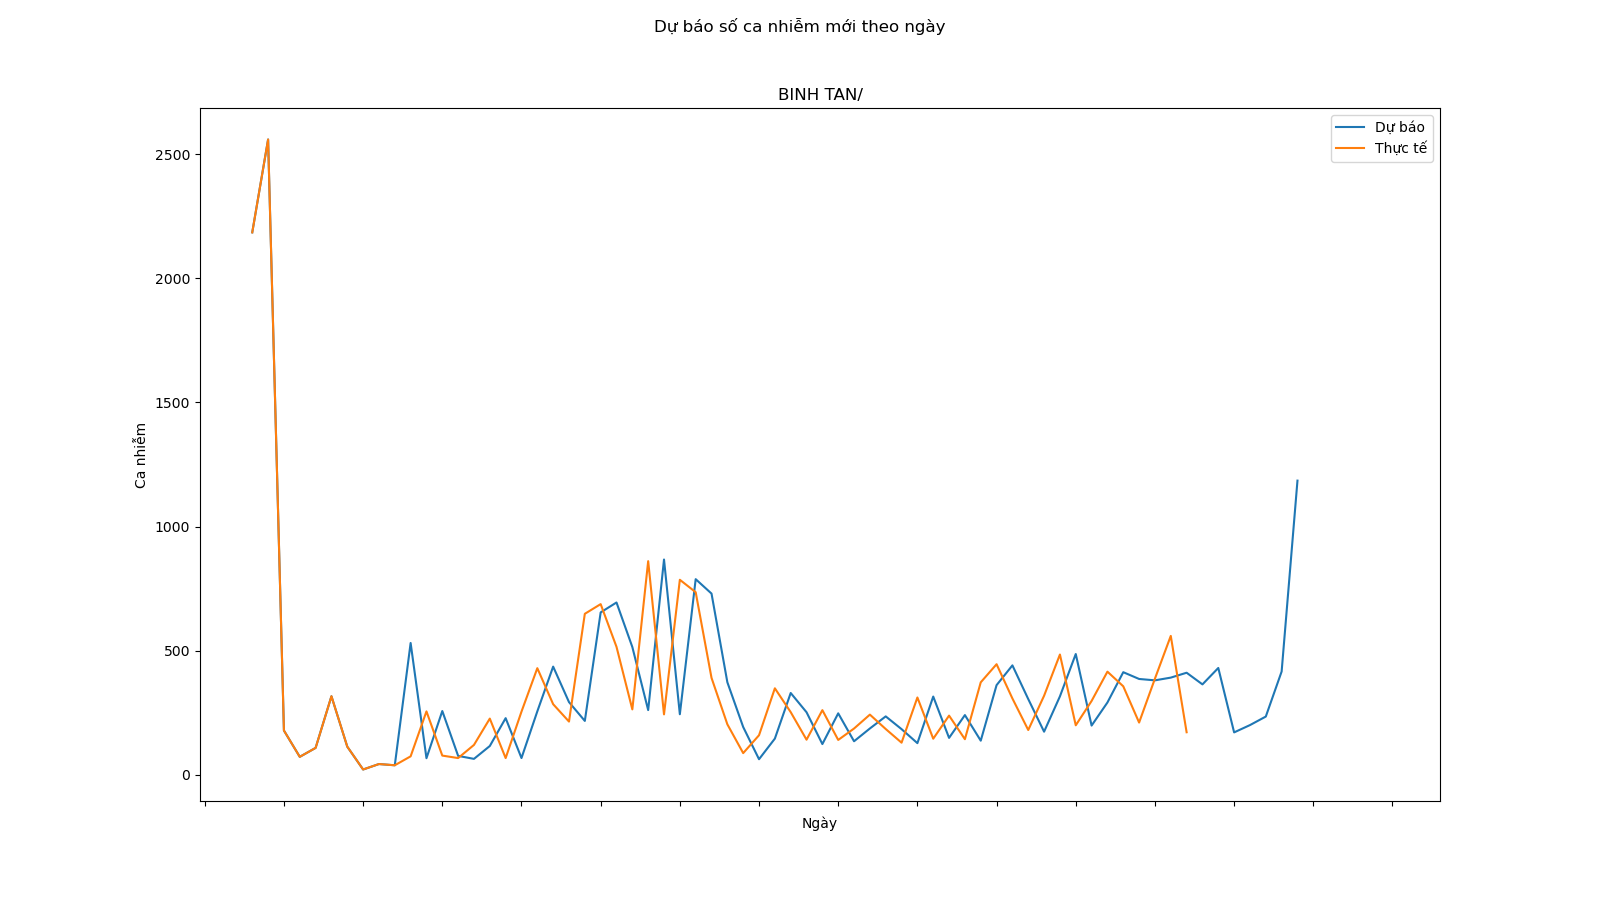 Dự báo số ca nhiễm mới theo ngày
BINH TAN/
Dự báo
Thực tế
2500
2000
1500
1000
500
0
Ca nhiễm
Ngày